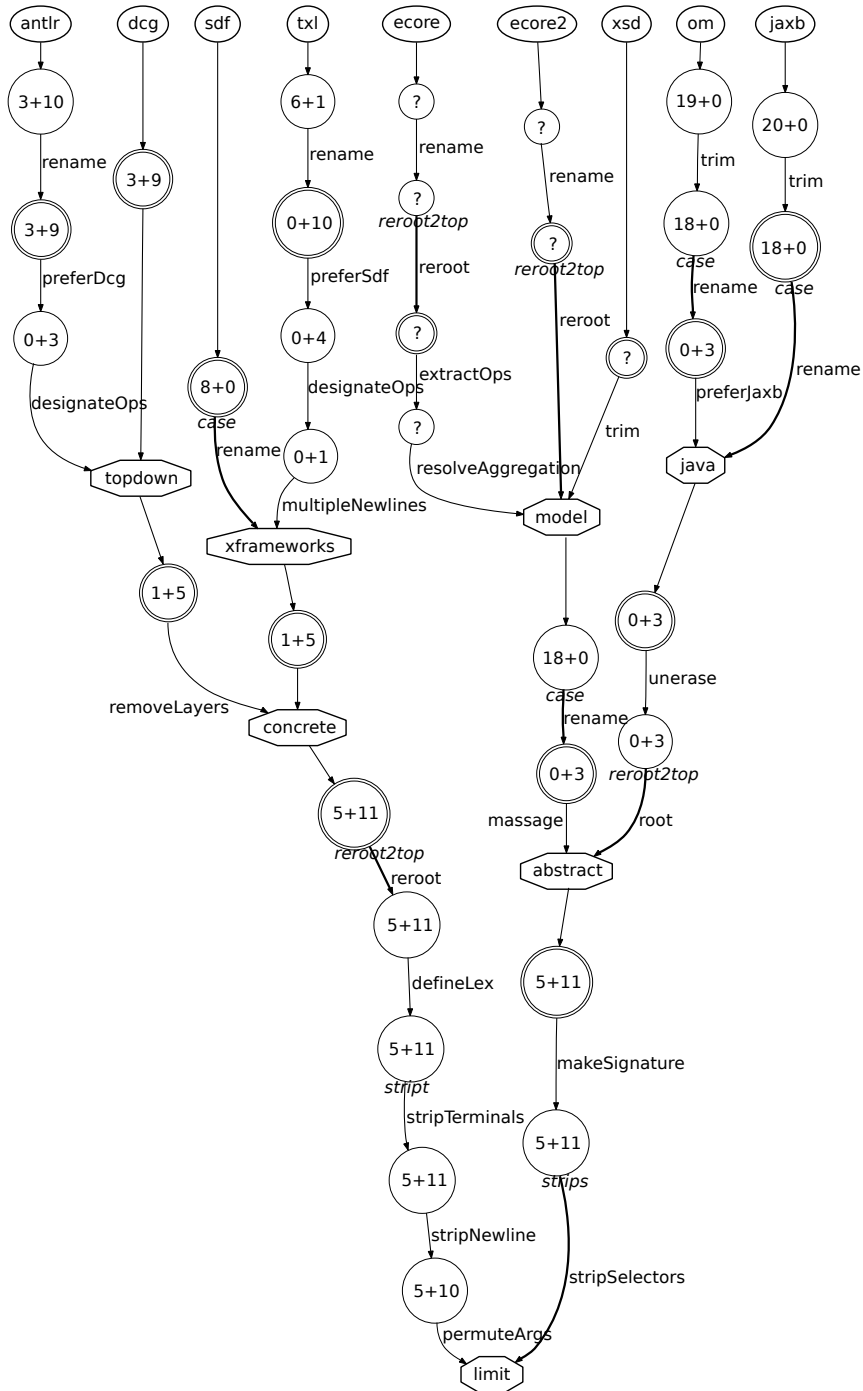 antlr dcg sdf txl ecore ecore2 xsd om jaxb
3+10 6+1 ? 19+0
20+0
?
rename rename rename
trim
3+9
rename
trim
3+9 0+10 ? ? 18+0 18+0
reroot2top
case
reroot2top
case
preferDcg preferSdf reroot rename
reroot
0+3 0+4 ? 0+3
?
rename
designateOps designateOps extractOps preferJaxb
8+0
case
?
trim
rename
0+1
topdown resolveAggregation java
multipleNewlines
model
xframeworks
1+5 0+3
1+5
18+0
unerase
case
removeLayers rename
concrete 0+3
reroot2top
0+3
massage root
5+11
reroot2top
abstract
reroot
5+11
defineLex
5+11
5+11
makeSignature
stript
stripTerminals
5+11
5+11 strips
stripNewline
stripSelectors
5+10
permuteArgs
limit